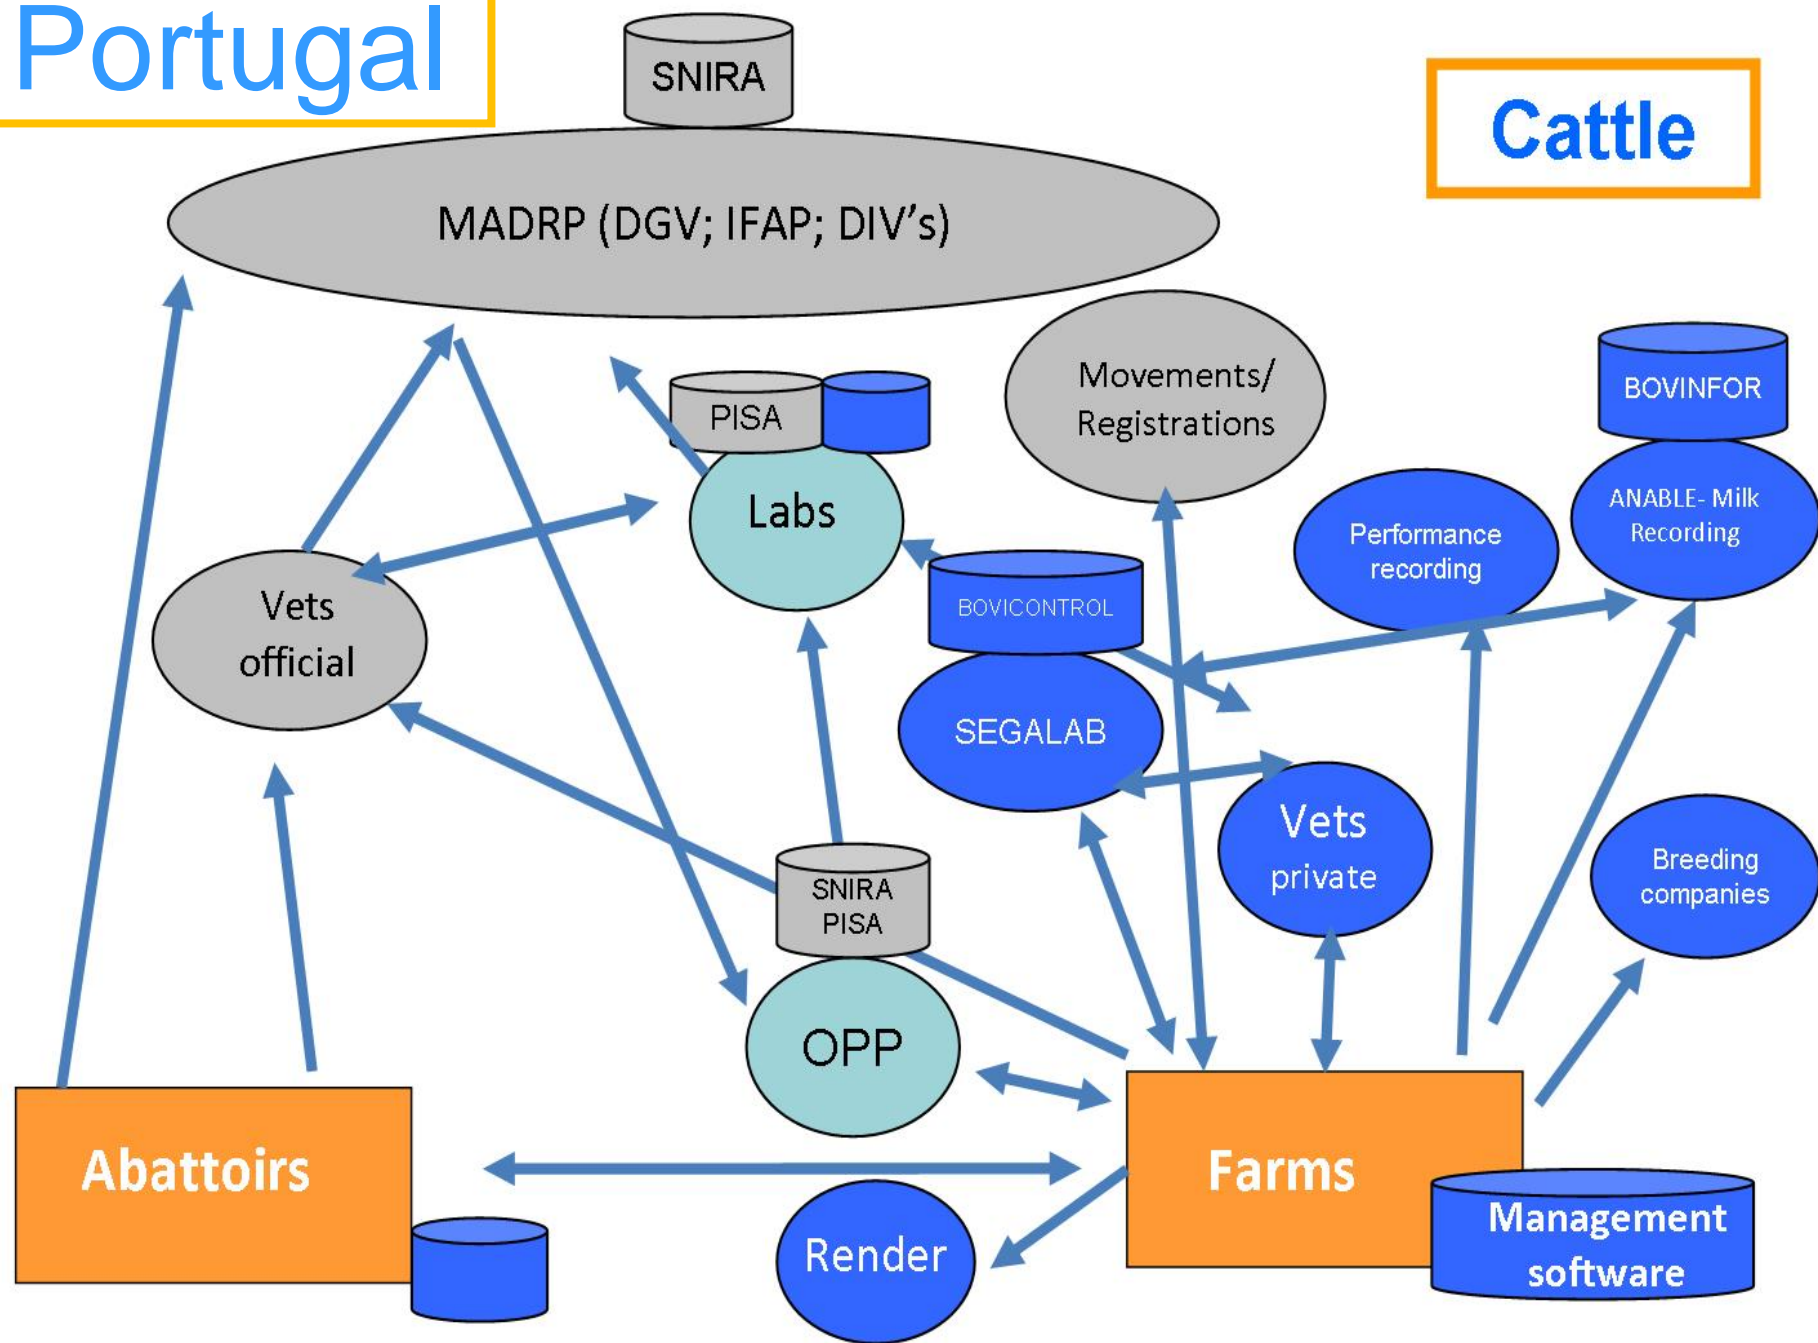 Portugal
SNIRA
Cattle
MADRP (DGV; IFAP; DIV's)
Movements/
Registrations
PISA
BOVINFOR
Labs
ANABLE- Milk
Recording
Performance
recording
BOVICONTROL
Vets
official
SEGALAB
Vets
private
Breeding
companies
SNIRA
PISA
OPP
Abattoirs
Farms
Management
software
Render